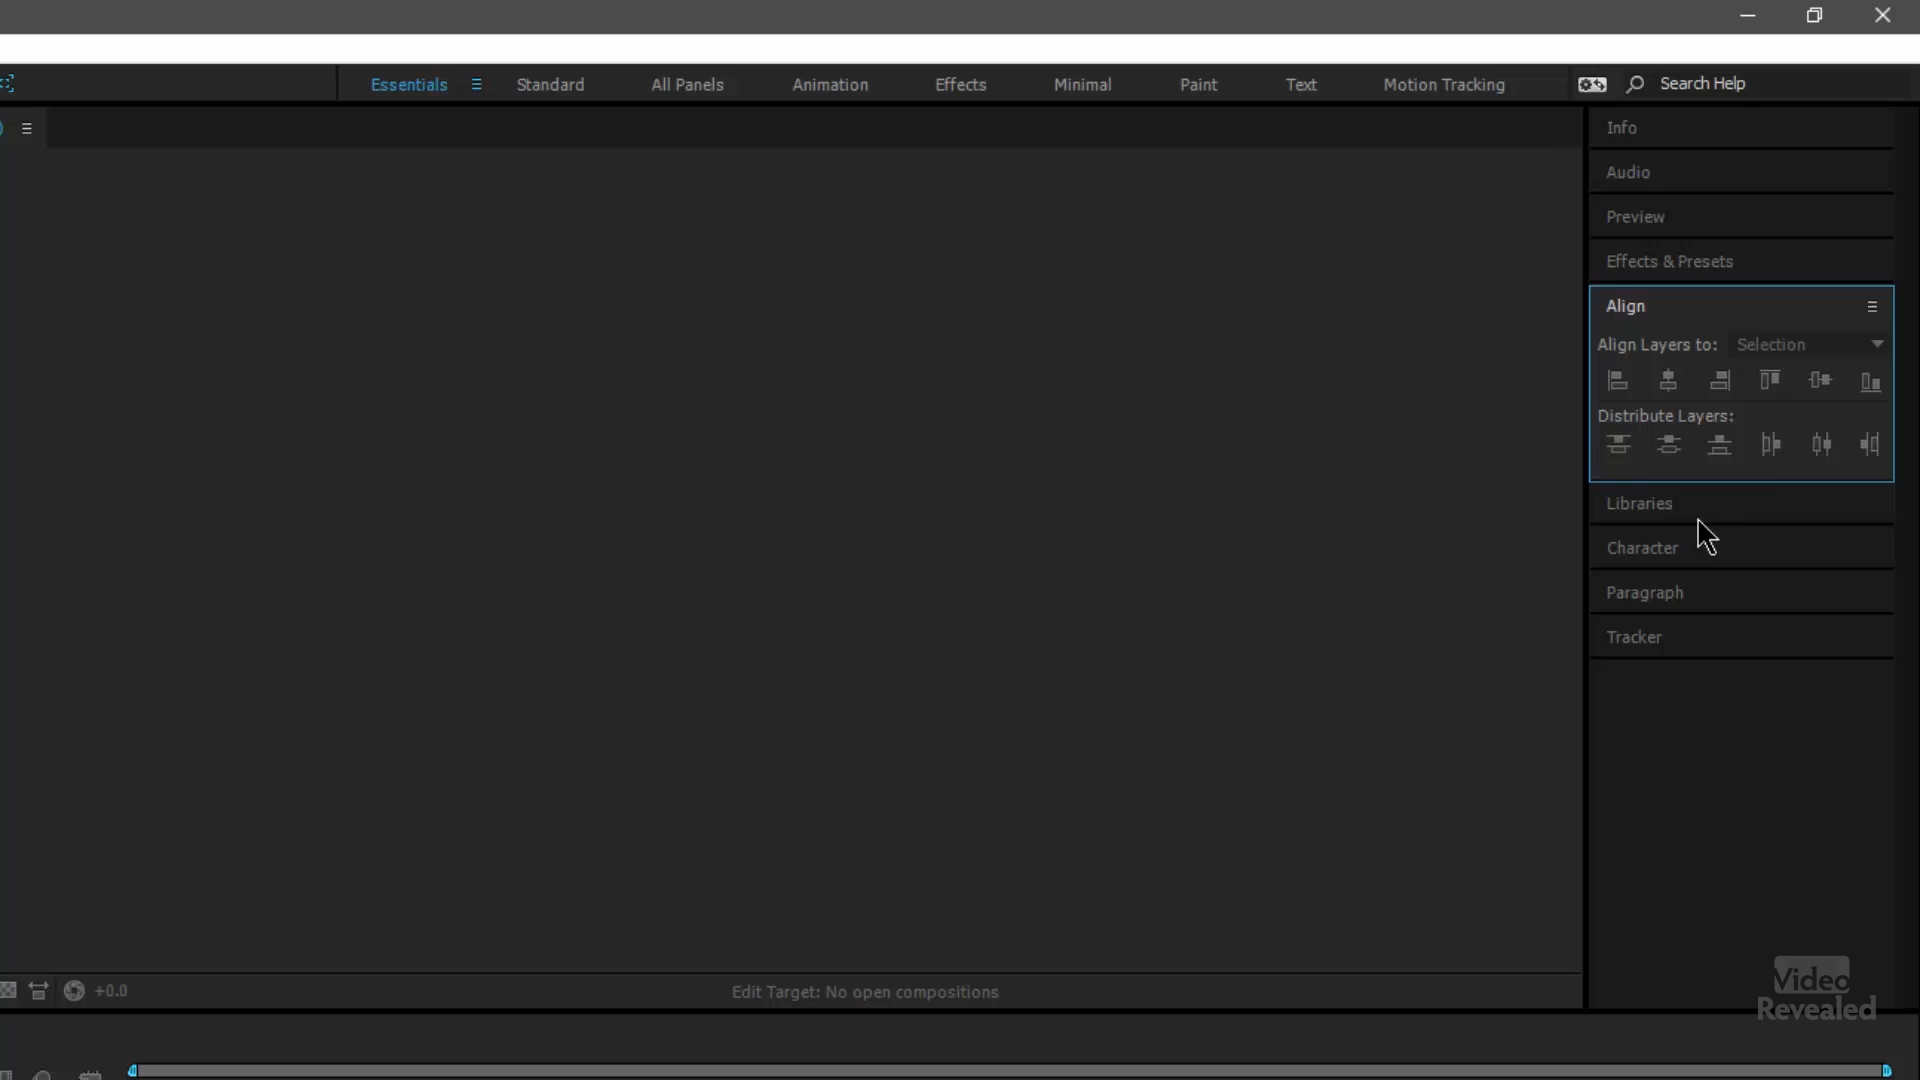 Essentials
Standard
All Panels
Animation
Effects
Minimal
Paint
Text
Motion Tracking
Search Help
Info
Audio
Preview
Effects & Presets
Align
Align Layers to: Selection
Distribute Layers:
Libraries
Character
Paragraph
Tracker
+0.0
Edit Target: No open compositions
Video
Revealed